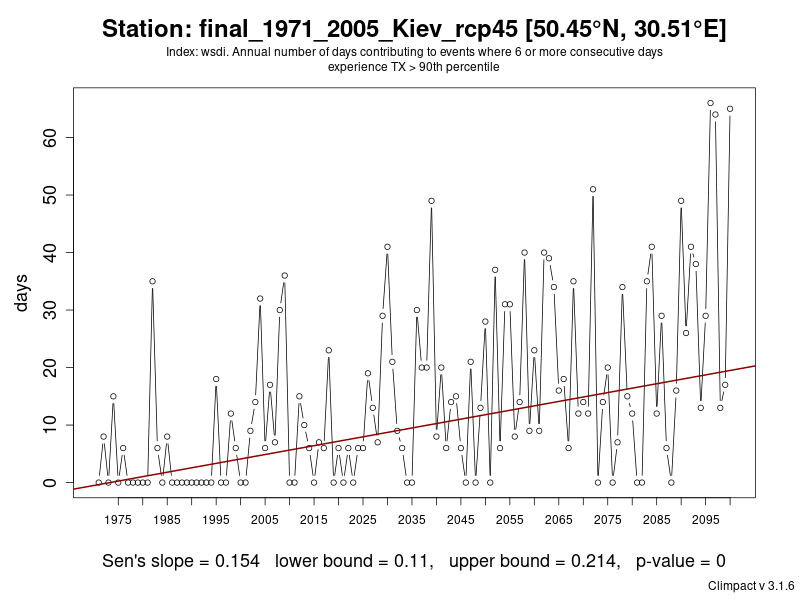 Station: final_1971_2005_Kiev_rcp45 [50.45°N, 30.51°E]
Index: wsdi. Annual number of days contributing to events where 6 or more consecutive days
experience TX > 90th percentile
60
50
40
30
20
10
0
days
1975 1985 1995 2005 2015 2025 2035 2045 2055 2065 2075 2085 2095
Sen's slope = 0.154 lower bound = 0.11, upper bound = 0.214, p-value = 0
Climpact v 3.1.6